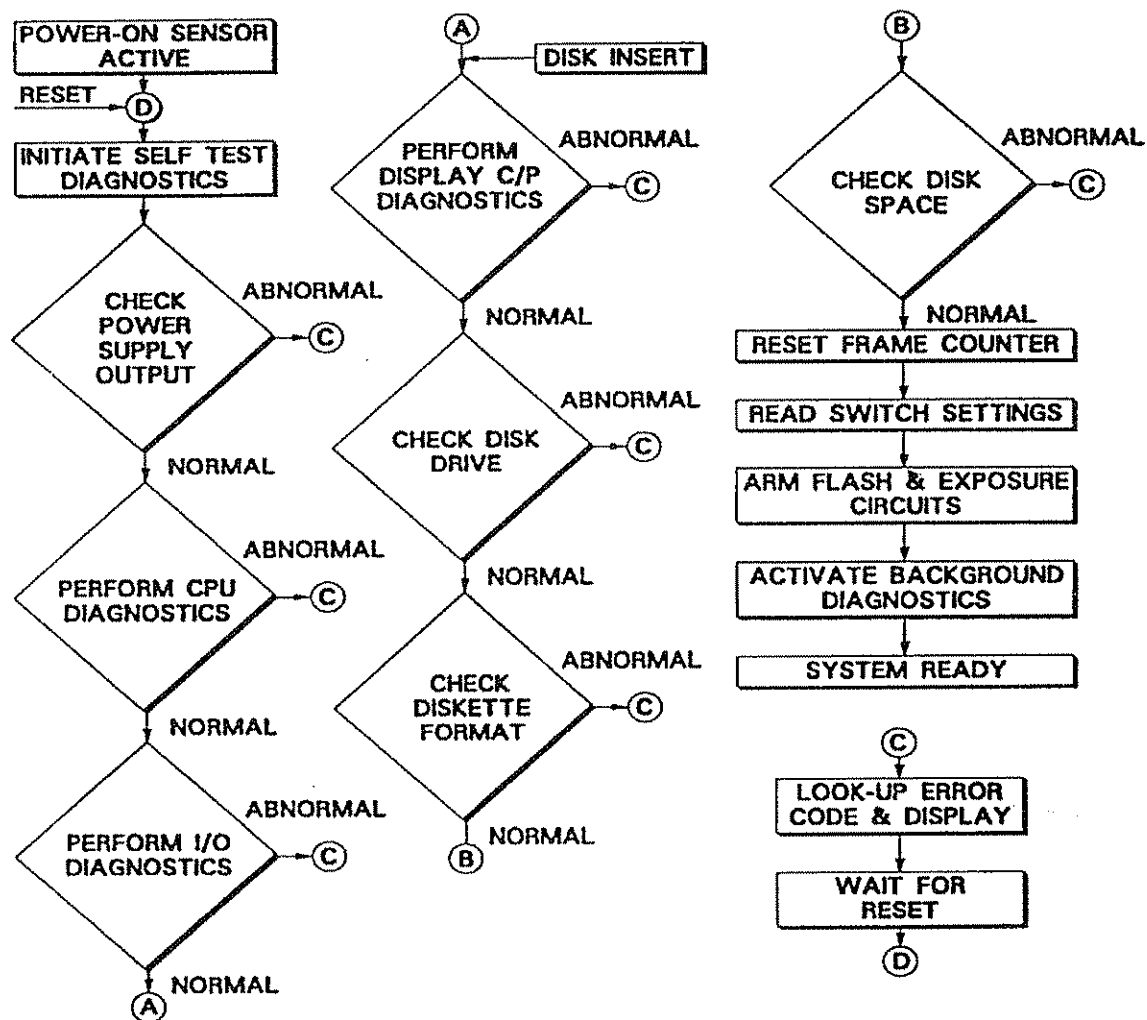 POWER-ON SENSOR
ACTIVE
RESET
D
INITIATE SELF TEST
DIAGNOSTICS
CHECK
POWER
SUPPLY
OUTPUT
ABNORMAL
C
NORMAL
PERFORM CPU
DIAGNOSTICS
ABNORMAL
C
NORMAL
PERFORM I/O
DIAGNOSTICS
ABNORMAL
C
NORMAL
A
A
DISK INSERT
PERFORM
DISPLAY C/P
DIAGNOSTICS
ABNORMAL
C
NORMAL
CHECK DISK
DRIVE
ABNORMAL
C
NORMAL
CHECK
DISKETTE
FORMAT
ABNORMAL
C
NORMAL
B
B
CHECK DISK
SPACE
ABNORMAL
C
NORMAL
RESET FRAME COUNTER
READ SWITCH SETTINGS
ARM FLASH & EXPOSURE
CIRCUITS
ACTIVATE BACKGROUND
DIAGNOSTICS
SYSTEM READY
C
LOOK-UP ERROR
CODE & DISPLAY
WAIT FOR
RESET
D